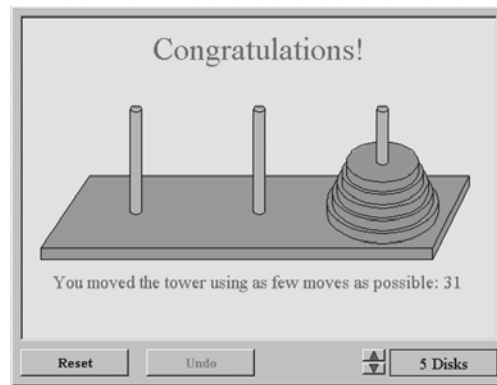 Congratulations!
You moved the tower using as few moves as possible: 31
Reset Undo 5 Disks